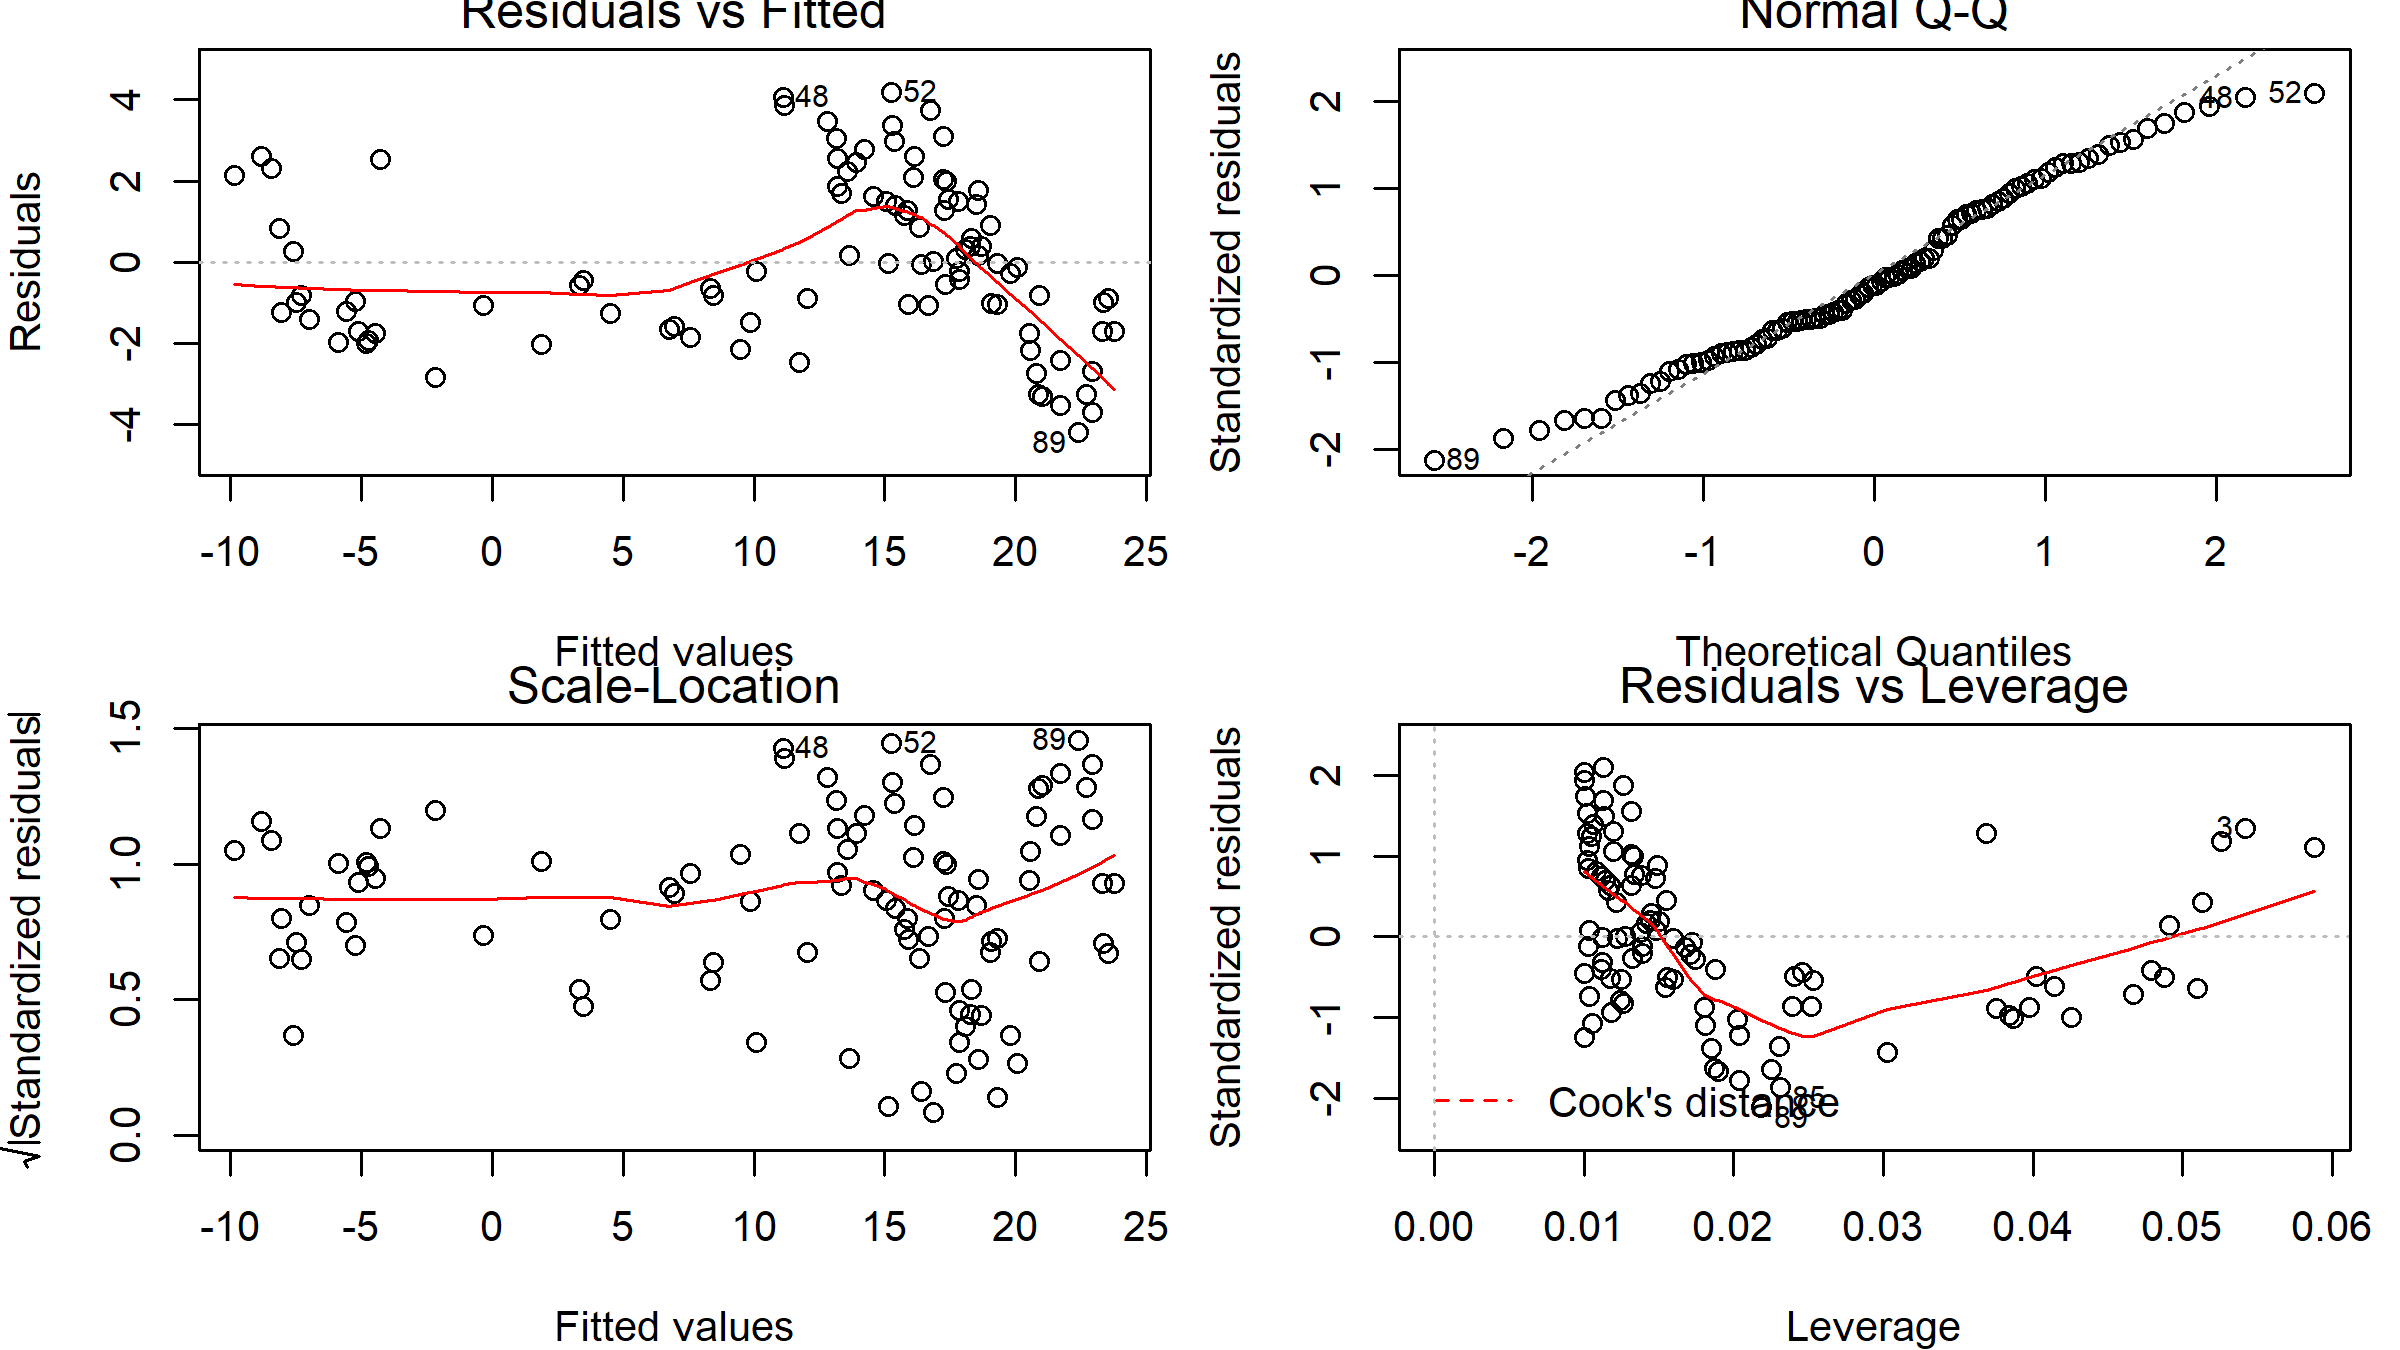 Residuals vs Fitted
Residuals
4
2
0
-2
-4
48
52
89
-10 -5 0 5 10 15 20 25
Fitted values
Normal Q-Q
Standardized residuals
2
1
0
-1
-2
48
52
89
-2 -1 0 1 2
Theoretical Quantiles
Scale-Location
√|Standardized residuals|
1.5
1.0
0.5
0.0
48
52
89
-10 -5 0 5 10 15 20 25
Fitted values
Residuals vs Leverage
Standardized residuals
2
1
0
-1
-2
3
85
89
Cook's distance
0.00 0.01 0.02 0.03 0.04 0.05 0.06
Leverage